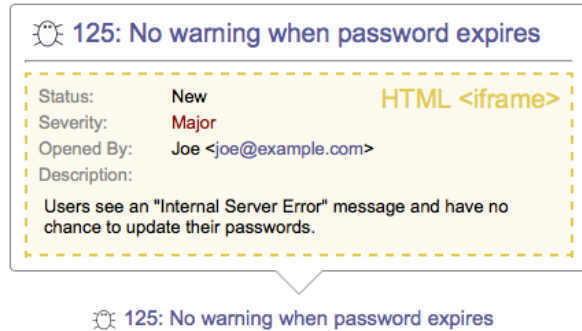 125: No warning when password expires
HTML <iframe>
Status: New
Severity: Major
Opened By: Joe <joe@example.com>
Description:
Users see an "Internal Server Error" message and have no
chance to update their passwords.
125: No warning when password expires